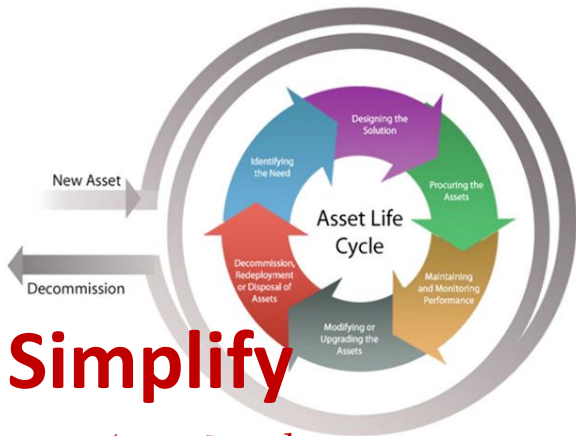 New Asset
Decommission
Asset Life
Cycle
Identifying
the Need
Designing the
Solution
Procuring the
Assets
Maintaining
and Monitoring
Performance
Modifying or
Upgrading the
Assets
Decommission,
Redeployment
or Disposal of
Assets
Simplify